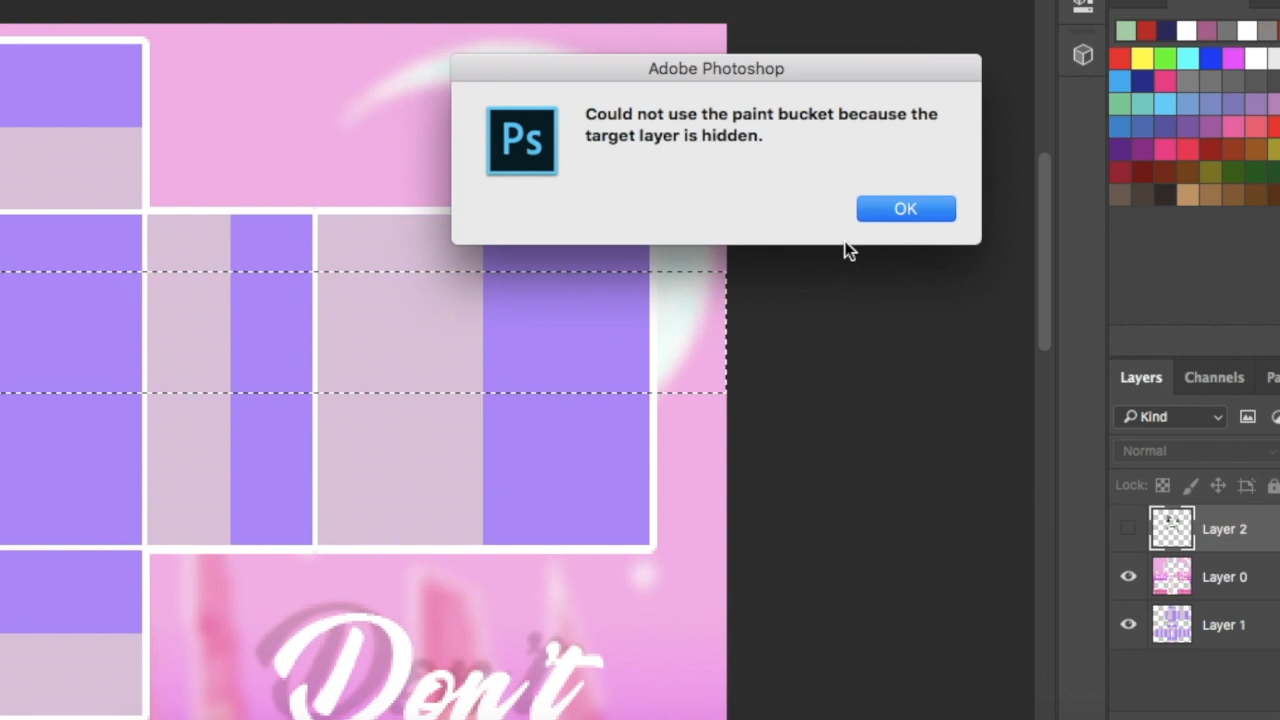 Adobe Photoshop
Could not use the paint bucket because the
target layer is hidden.
Ps
OK
Layers
Channels
Pa
Kind
Normal
Lock:
Layer 2
Layer 0
Layer 1
Don't